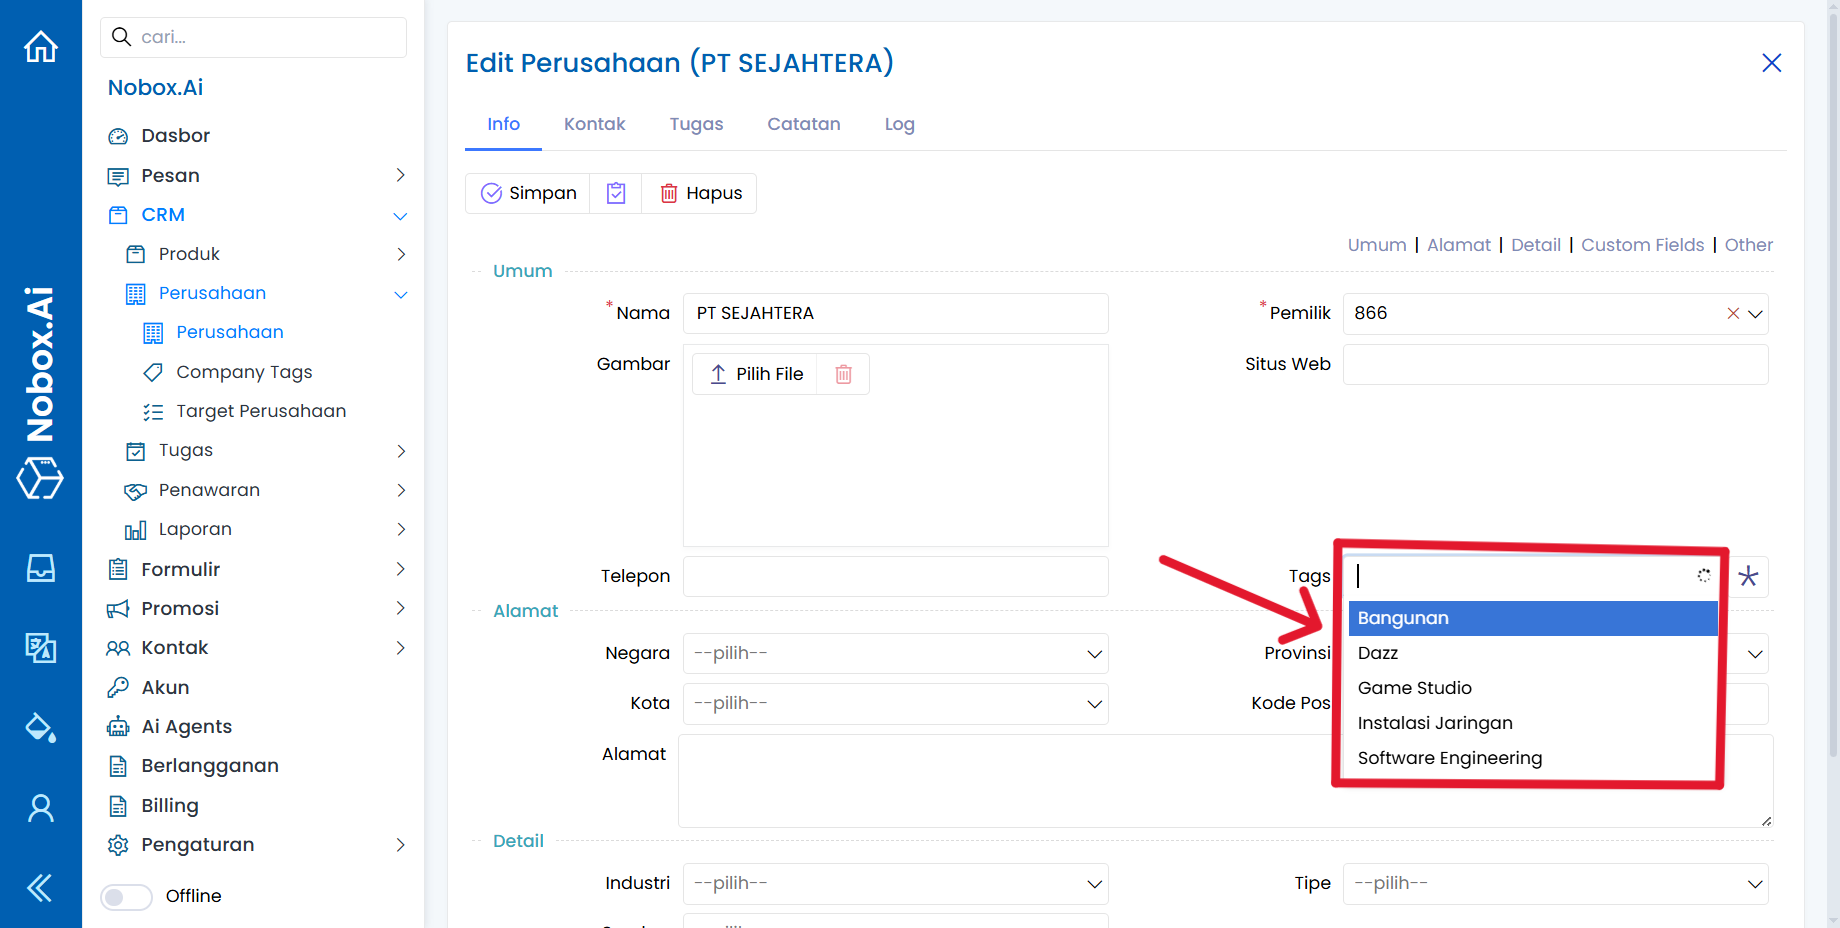 cari...
Nobox.Ai
Nobox.Ai
Dasbor
Pesan
CRM
Produk
Perusahaan
Perusahaan
Company Tags
Target Perusahaan
Tugas
Penawaran
Laporan
Formulir
Promosi
Kontak
Akun
Ai Agents
Berlangganan
Billing
Pengaturan
Offline
Edit Perusahaan (PT SEJAHTERA)
Info Kontak Tugas Catatan Log
Simpan Hapus
Umum | Alamat | Detail | Custom Fields | Other
Umum
* Nama PT SEJAHTERA * Pemilik 866
Gambar Pilih File Situs Web
Telepon Tags
Bangunan
Dazz
Game Studio
Instalasi Jaringan
Software Engineering
Alamat
Negara --pilih-- Provinsi
Kota --pilih-- Kode Pos
Alamat
Detail
Industri --pilih-- Tipe --pilih--